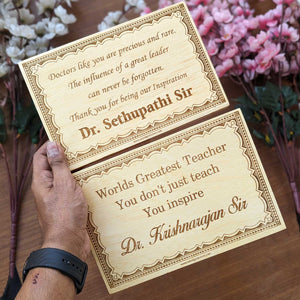 Doctors like you are precious and rare.
The influence of a great leader
can never be forgotten.
Thank you for being our Inspiration
Dr. Sethupathi Sir
Worlds Greatest Teacher
You don't just teach
You inspire
Dr. Krishnarajan Sir